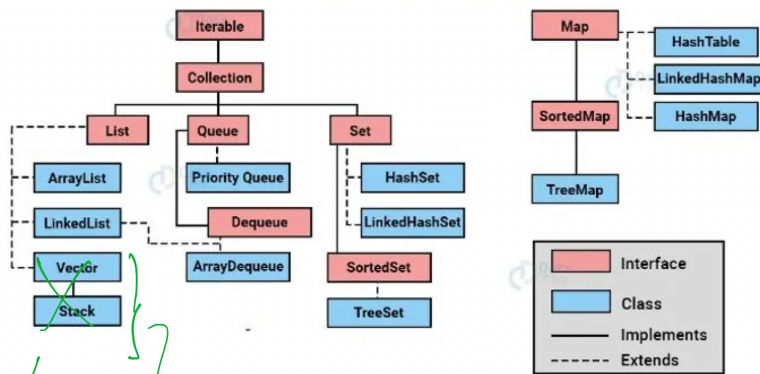 Iterable
Collection
List
Queue
Set
ArrayList
Priority Queue
HashSet
LinkedList
Dequeue
LinkedHashSet
Vector
ArrayDequeue
SortedSet
Stack
TreeSet
Map
HashTable
LinkedHashMap
SortedMap
HashMap
TreeMap
Interface
Class
Implements
Extends